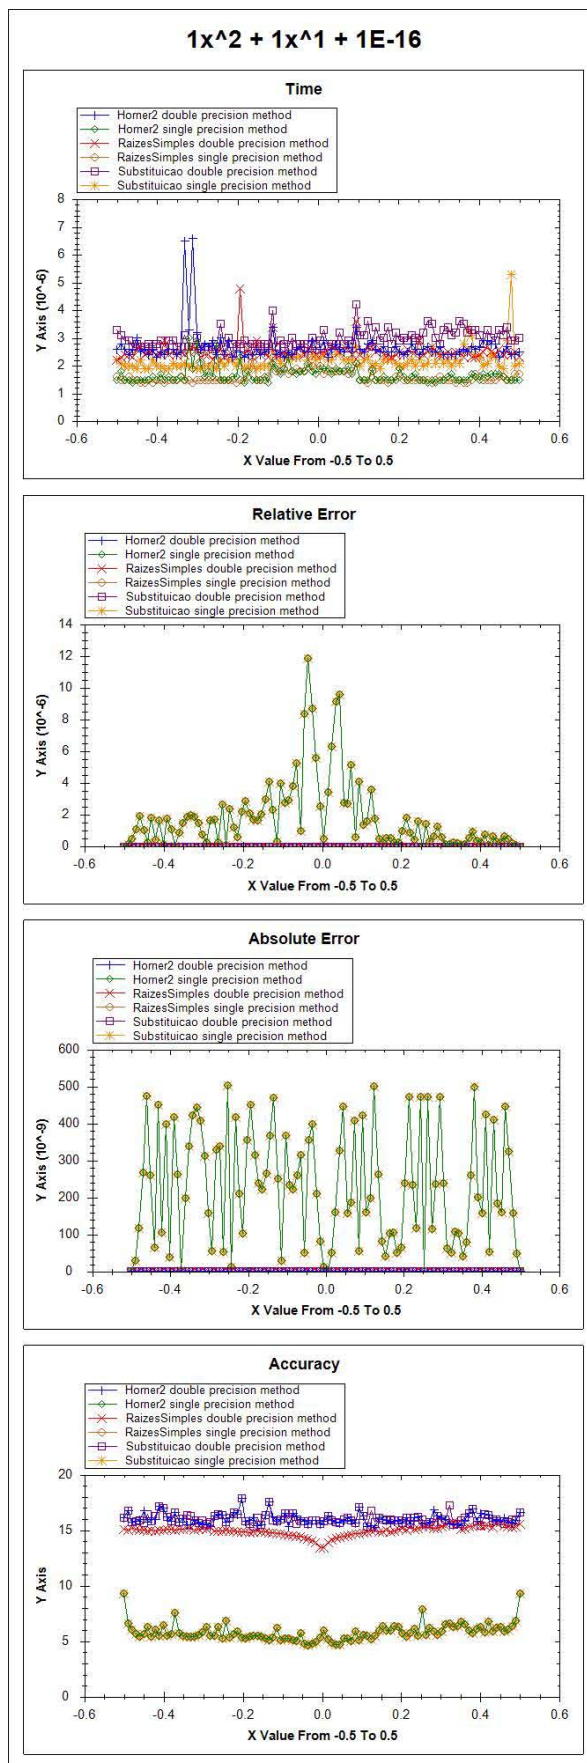 1x^2 + 1x^1 + 1E-16
Time
Horner2 double precision method
Horner2 single precision method
RaizesSimples double precision method
RaizesSimples single precision method
Substituicao double precision method
Substituicao single precision method
Y Axis (10^-6)
8
7
6
5
4
3
2
1
0
-0.6 -0.4 -0.2 0.0 0.2 0.4 0.6
X Value From -0.5 To 0.5
Relative Error
Horner2 double precision method
Horner2 single precision method
RaizesSimples double precision method
RaizesSimples single precision method
Substituicao double precision method
Substituicao single precision method
Y Axis (10^-6)
14
12
10
8
6
4
2
0
-0.6 -0.4 -0.2 0.0 0.2 0.4 0.6
X Value From -0.5 To 0.5
Absolute Error
Horner2 double precision method
Horner2 single precision method
RaizesSimples double precision method
RaizesSimples single precision method
Substituicao double precision method
Substituicao single precision method
Y Axis (10^-9)
600
500
400
300
200
100
0
-0.6 -0.4 -0.2 0.0 0.2 0.4 0.6
X Value From -0.5 To 0.5
Accuracy
Horner2 double precision method
Horner2 single precision method
RaizesSimples double precision method
RaizesSimples single precision method
Substituicao double precision method
Substituicao single precision method
Y Axis
20
15
10
5
0
-0.6 -0.4 -0.2 0.0 0.2 0.4 0.6
X Value From -0.5 To 0.5